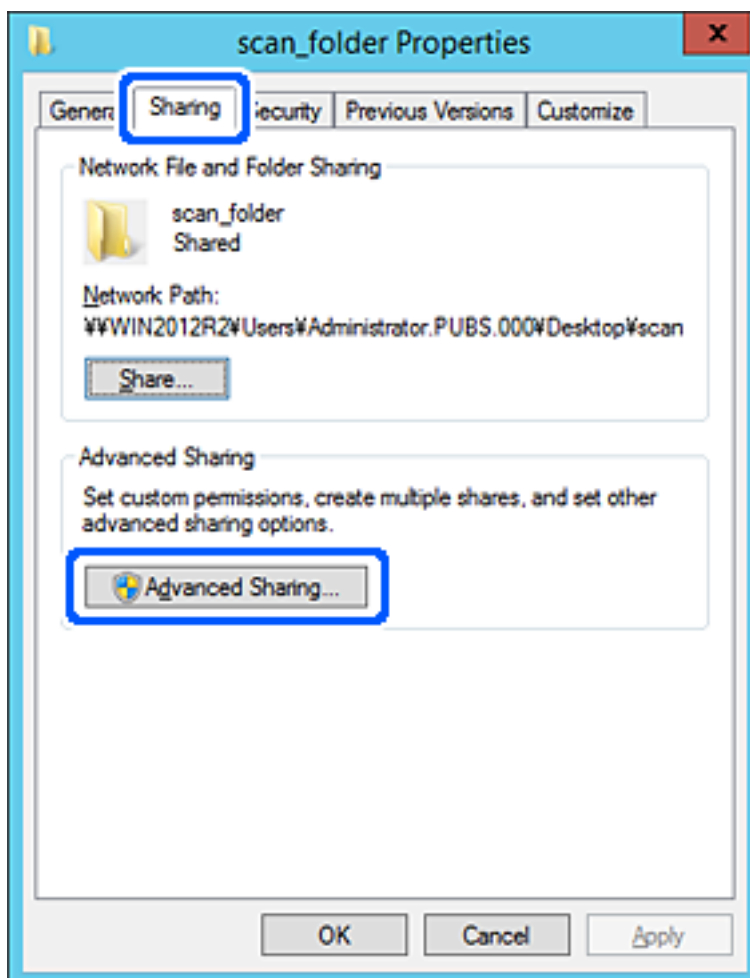 scan_folder Properties
x
General Sharing Security Previous Versions Customize
Network File and Folder Sharing
scan_folder
Shared
Network Path:
¥¥WIN2012R2¥Users¥Administrator.PUBS.000¥Desktop¥scan
Share...
Advanced Sharing
Set custom permissions, create multiple shares, and set other
advanced sharing options.
Advanced Sharing...
OK Cancel Apply